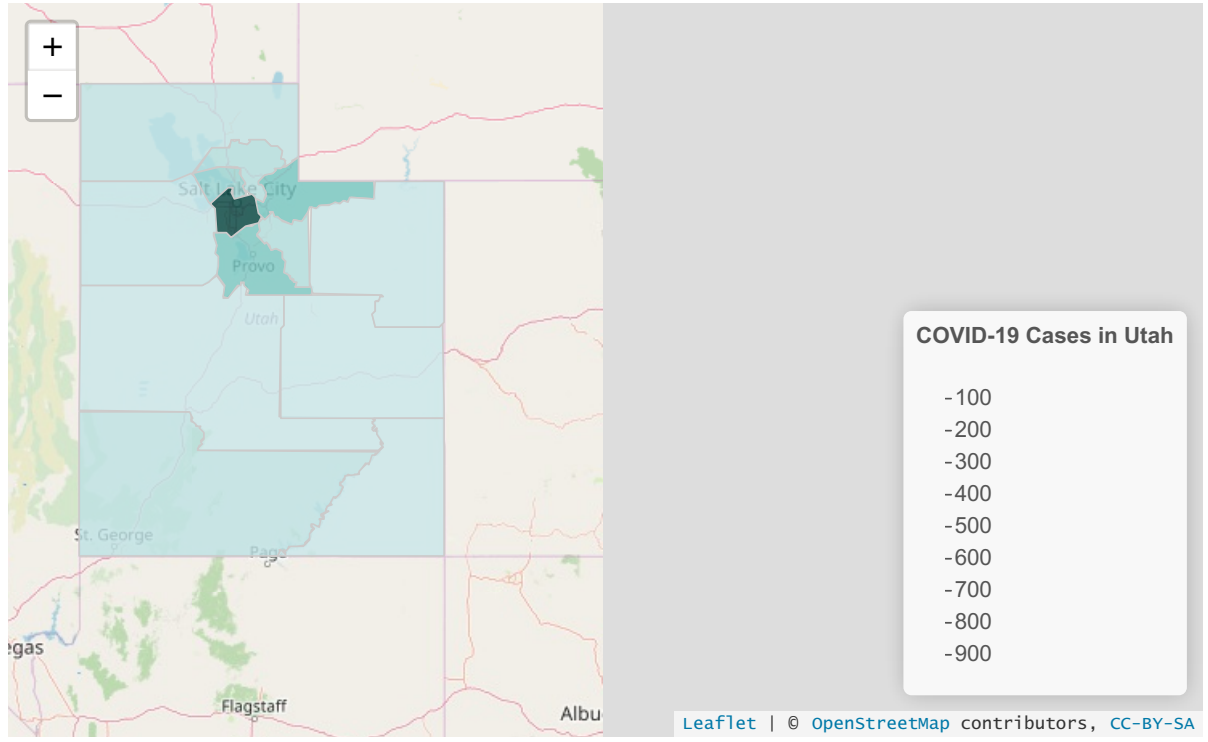 +
−
Salt Lake City
Provo
Utah
St. George
Page
egas
Flagstaff
Albu
COVID-19 Cases in Utah
-100
-200
-300
-400
-500
-600
-700
-800
-900
Leaflet | © OpenStreetMap contributors, CC-BY-SA